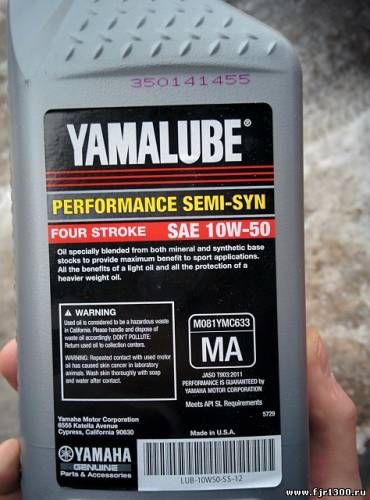 350141455
YAMALUBE®
PERFORMANCE SEMI-SYN
FOUR STROKE SAE 10W-50
Oil specially blended from both mineral and synthetic base
stocks to provide maximum benefit to sport applications.
All the benefits of a light oil and all the protection of a
heavier weight oil.
WARNING
Used oil is considered to be a hazardous waste
in California. Please handle and dispose of
waste oil accordingly. DON'T POLLUTE:
Return used oil to collection centers.
WARNING: Repeated contact with used motor
oil has caused skin cancer in laboratory
animals. Wash skin thoroughly with soap
and water after contact.
M081YMC633
MA
JASO T903:2011
PERFORMANCE IS GUARANTEED by
YAMAHA MOTOR CORPORATION
Meets API SL Requirements
5729
Yamaha Motor Corporation
6555 Katella Avenue
Cypress, California 90630
Made in U.S.A.
YAMAHA
GENUINE
Parts & Accessories
LUB-10W50-SS-12
www.fjr1300.ru